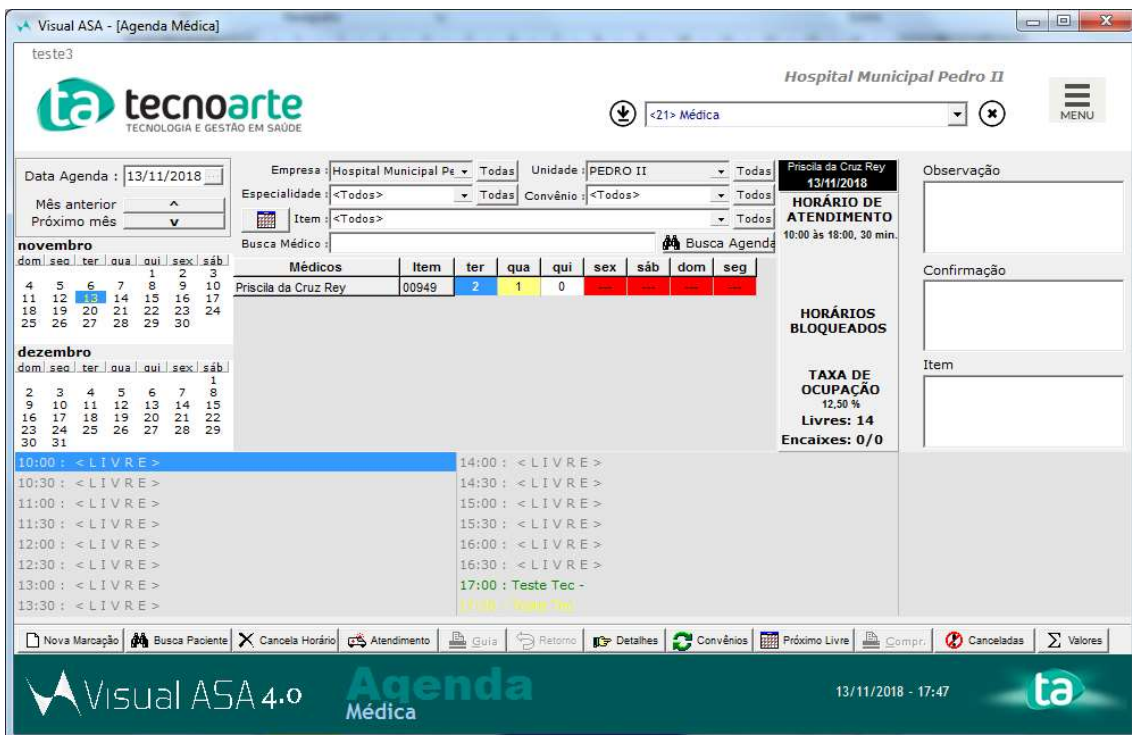 Visual ASA - [Agenda Médica]
teste3
ta tecnoarte
TECNOLOGIA E GESTÃO EM SAÚDE
Hospital Municipal Pedro II
<21> Médica
MENU
Data Agenda : 13/11/2018 ...
Mês anterior ^
Próximo mês v
Empresa : Hospital Municipal Pe Todas Unidade : PEDRO II Todas
Especialidade : <Todos> Todas Convênio : <Todos> Todos
Item : <Todos> Todos
Busca Médico : Busca Agenda
novembro
dom seg ter qua qui sex sáb
1 2 3
4 5 6 7 8 9 10
11 12 13 14 15 16 17
18 19 20 21 22 23 24
25 26 27 28 29 30
dezembro
dom seg ter qua qui sex sáb
1
2 3 4 5 6 7 8
9 10 11 12 13 14 15
16 17 18 19 20 21 22
23 24 25 26 27 28 29
30 31
Médicos Item ter qua qui sex sáb dom seg
Priscila da Cruz Rey 00949 2 1 0 --- --- --- ---
Priscila da Cruz Rey
13/11/2018
HORÁRIO DE
ATENDIMENTO
10:00 às 18:00, 30 min.
HORÁRIOS
BLOQUEADOS
TAXA DE
OCUPAÇÃO
12,50 %
Livres: 14
Encaixes: 0/0
Observação
Confirmação
Item
10:00 : < L I V R E >
10:30 : < L I V R E >
11:00 : < L I V R E >
11:30 : < L I V R E >
12:00 : < L I V R E >
12:30 : < L I V R E >
13:00 : < L I V R E >
13:30 : < L I V R E >
14:00 : < L I V R E >
14:30 : < L I V R E >
15:00 : < L I V R E >
15:30 : < L I V R E >
16:00 : < L I V R E >
16:30 : < L I V R E >
17:00 : Teste Tec -
17:30 : Teste Tec
Nova Marcação Busca Paciente Cancela Horário Atendimento Guia Retorno Detalhes Convênios Próximo Livre Compr. Canceladas Σ Valores
Visual ASA 4.0
Agenda
Médica
13/11/2018 - 17:47
ta